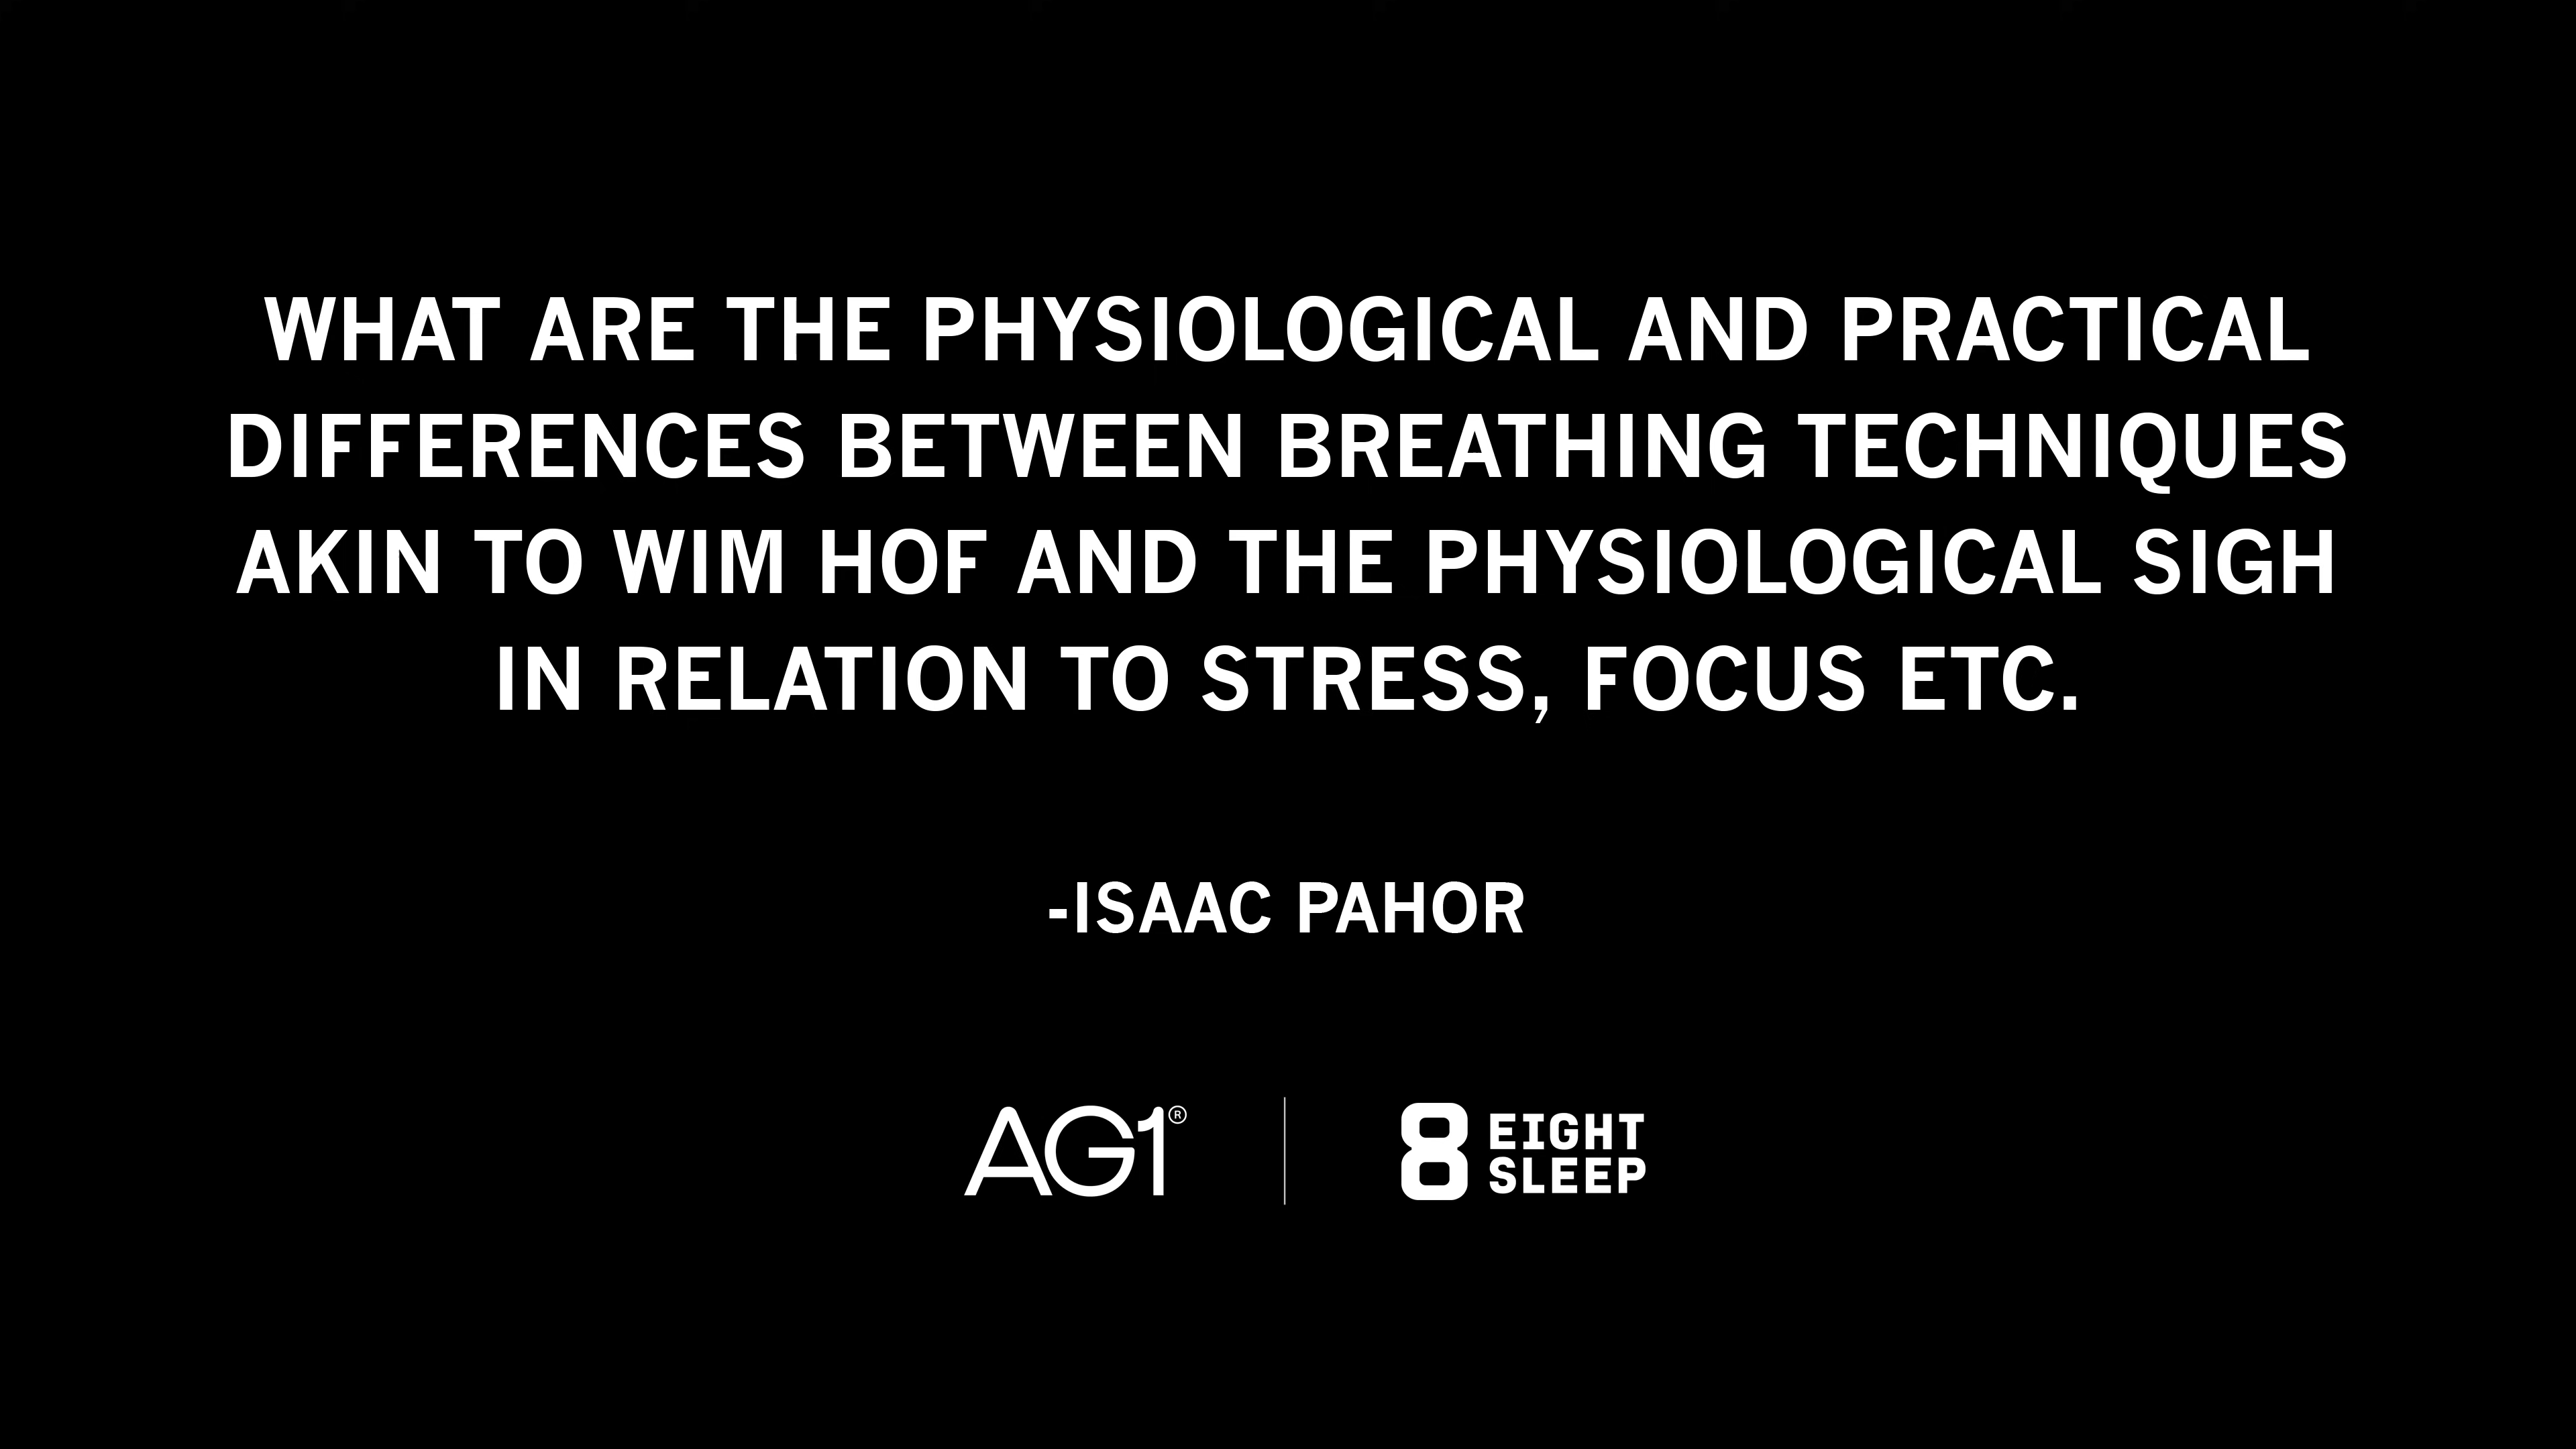 WHAT ARE THE PHYSIOLOGICAL AND PRACTICAL
DIFFERENCES BETWEEN BREATHING TECHNIQUES
AKIN TO WIM HOF AND THE PHYSIOLOGICAL SIGH
IN RELATION TO STRESS, FOCUS ETC.
-ISAAC PAHOR
AG1®
8 EIGHT
SLEEP